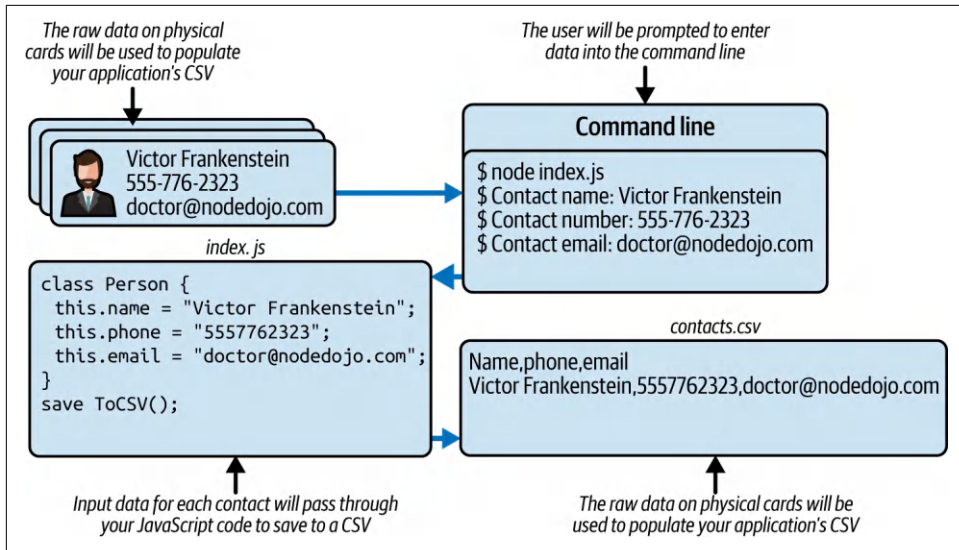 The raw data on physical
cards will be used to populate
your application's CSV
The user will be prompted to enter
data into the command line
Victor Frankenstein
555-776-2323
doctor@nodedojo.com
Command line
$ node index.js
$ Contact name: Victor Frankenstein
$ Contact number: 555-776-2323
$ Contact email: doctor@nodedojo.com
index. js
class Person {
this.name = "Victor Frankenstein";
this.phone = "5557762323";
this.email = "doctor@nodedojo.com";
}
save ToCSV();
contacts.csv
Name,phone,email
Victor Frankenstein,5557762323,doctor@nodedojo.com
Input data for each contact will pass through
your JavaScript code to save to a CSV
The raw data on physical cards will be
used to populate your application's CSV